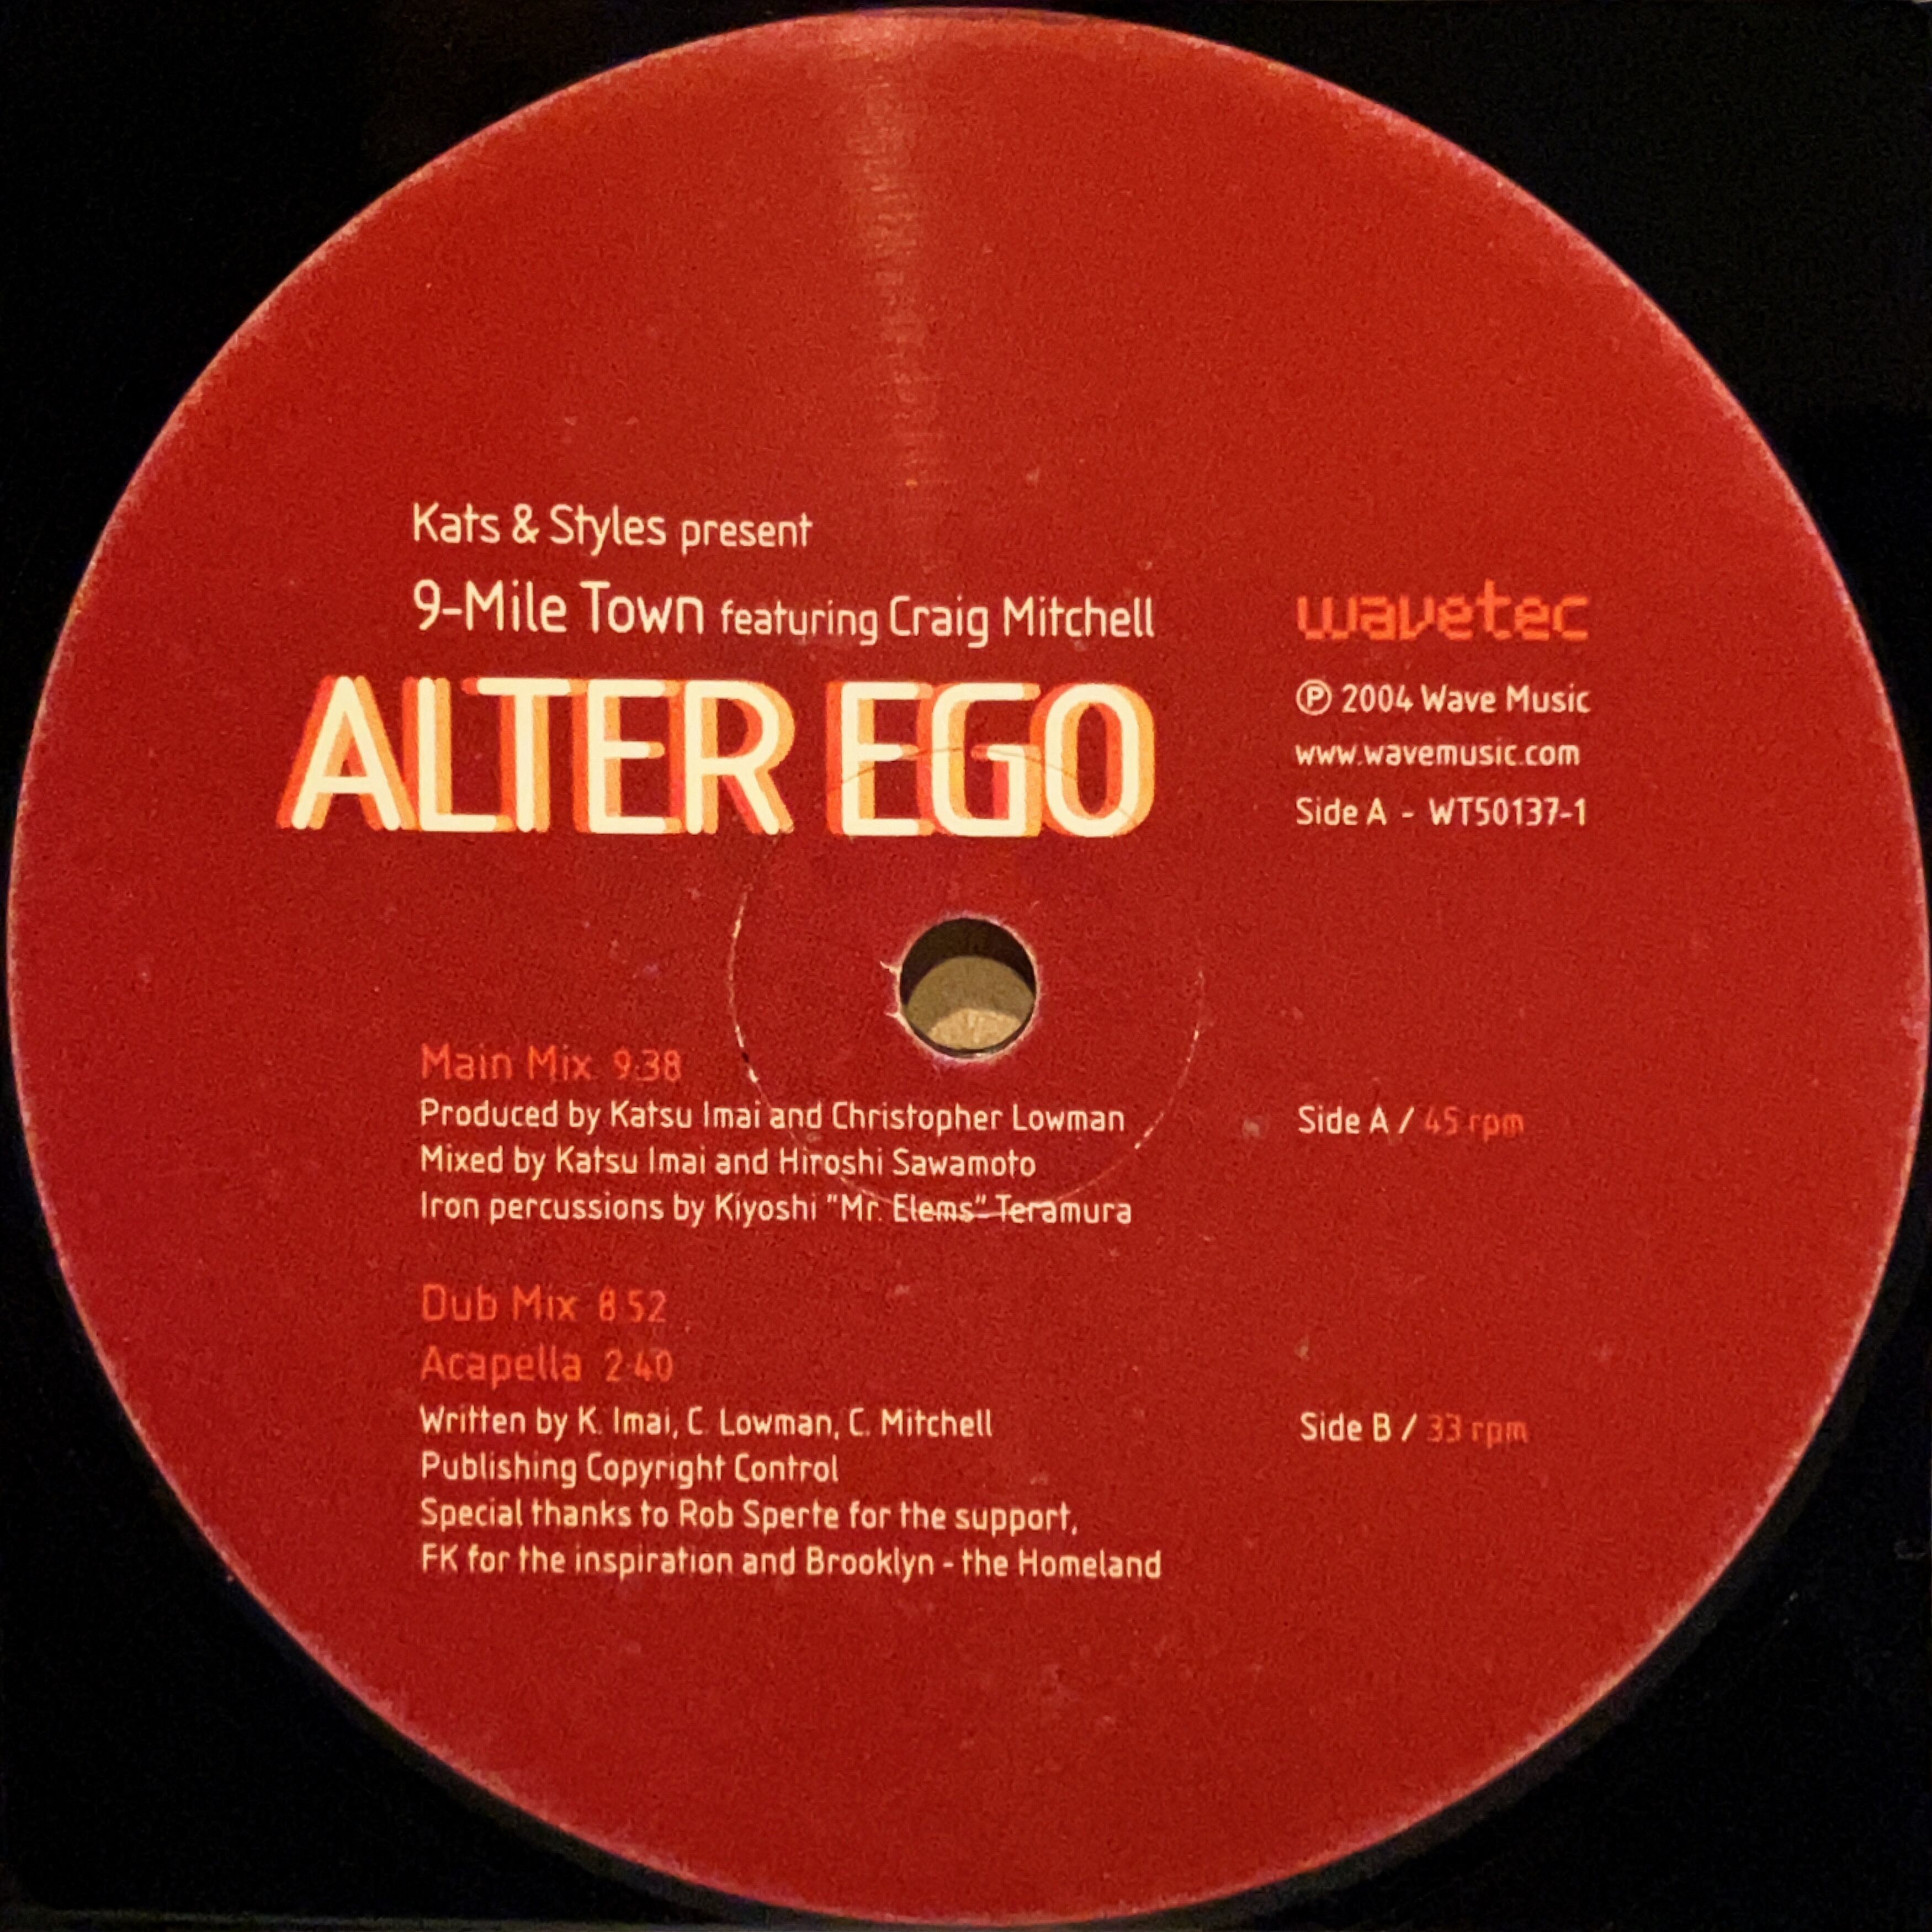 Kats & Styles present
9-Mile Town featuring Craig Mitchell
ALTER EGO
wavetec
℗ 2004 Wave Music
www.wavemusic.com
Side A - WT50137-1
Main Mix 9:38
Produced by Katsu Imai and Christopher Lowman
Mixed by Katsu Imai and Hiroshi Sawamoto
Iron percussions by Kiyoshi "Mr. Elems" Teramura
Side A / 45 rpm
Dub Mix 8:52
Acapella 2:40
Written by K. Imai, C. Lowman, C. Mitchell
Publishing Copyright Control
Special thanks to Rob Sperte for the support,
FK for the inspiration and Brooklyn - the Homeland
Side B / 33 rpm